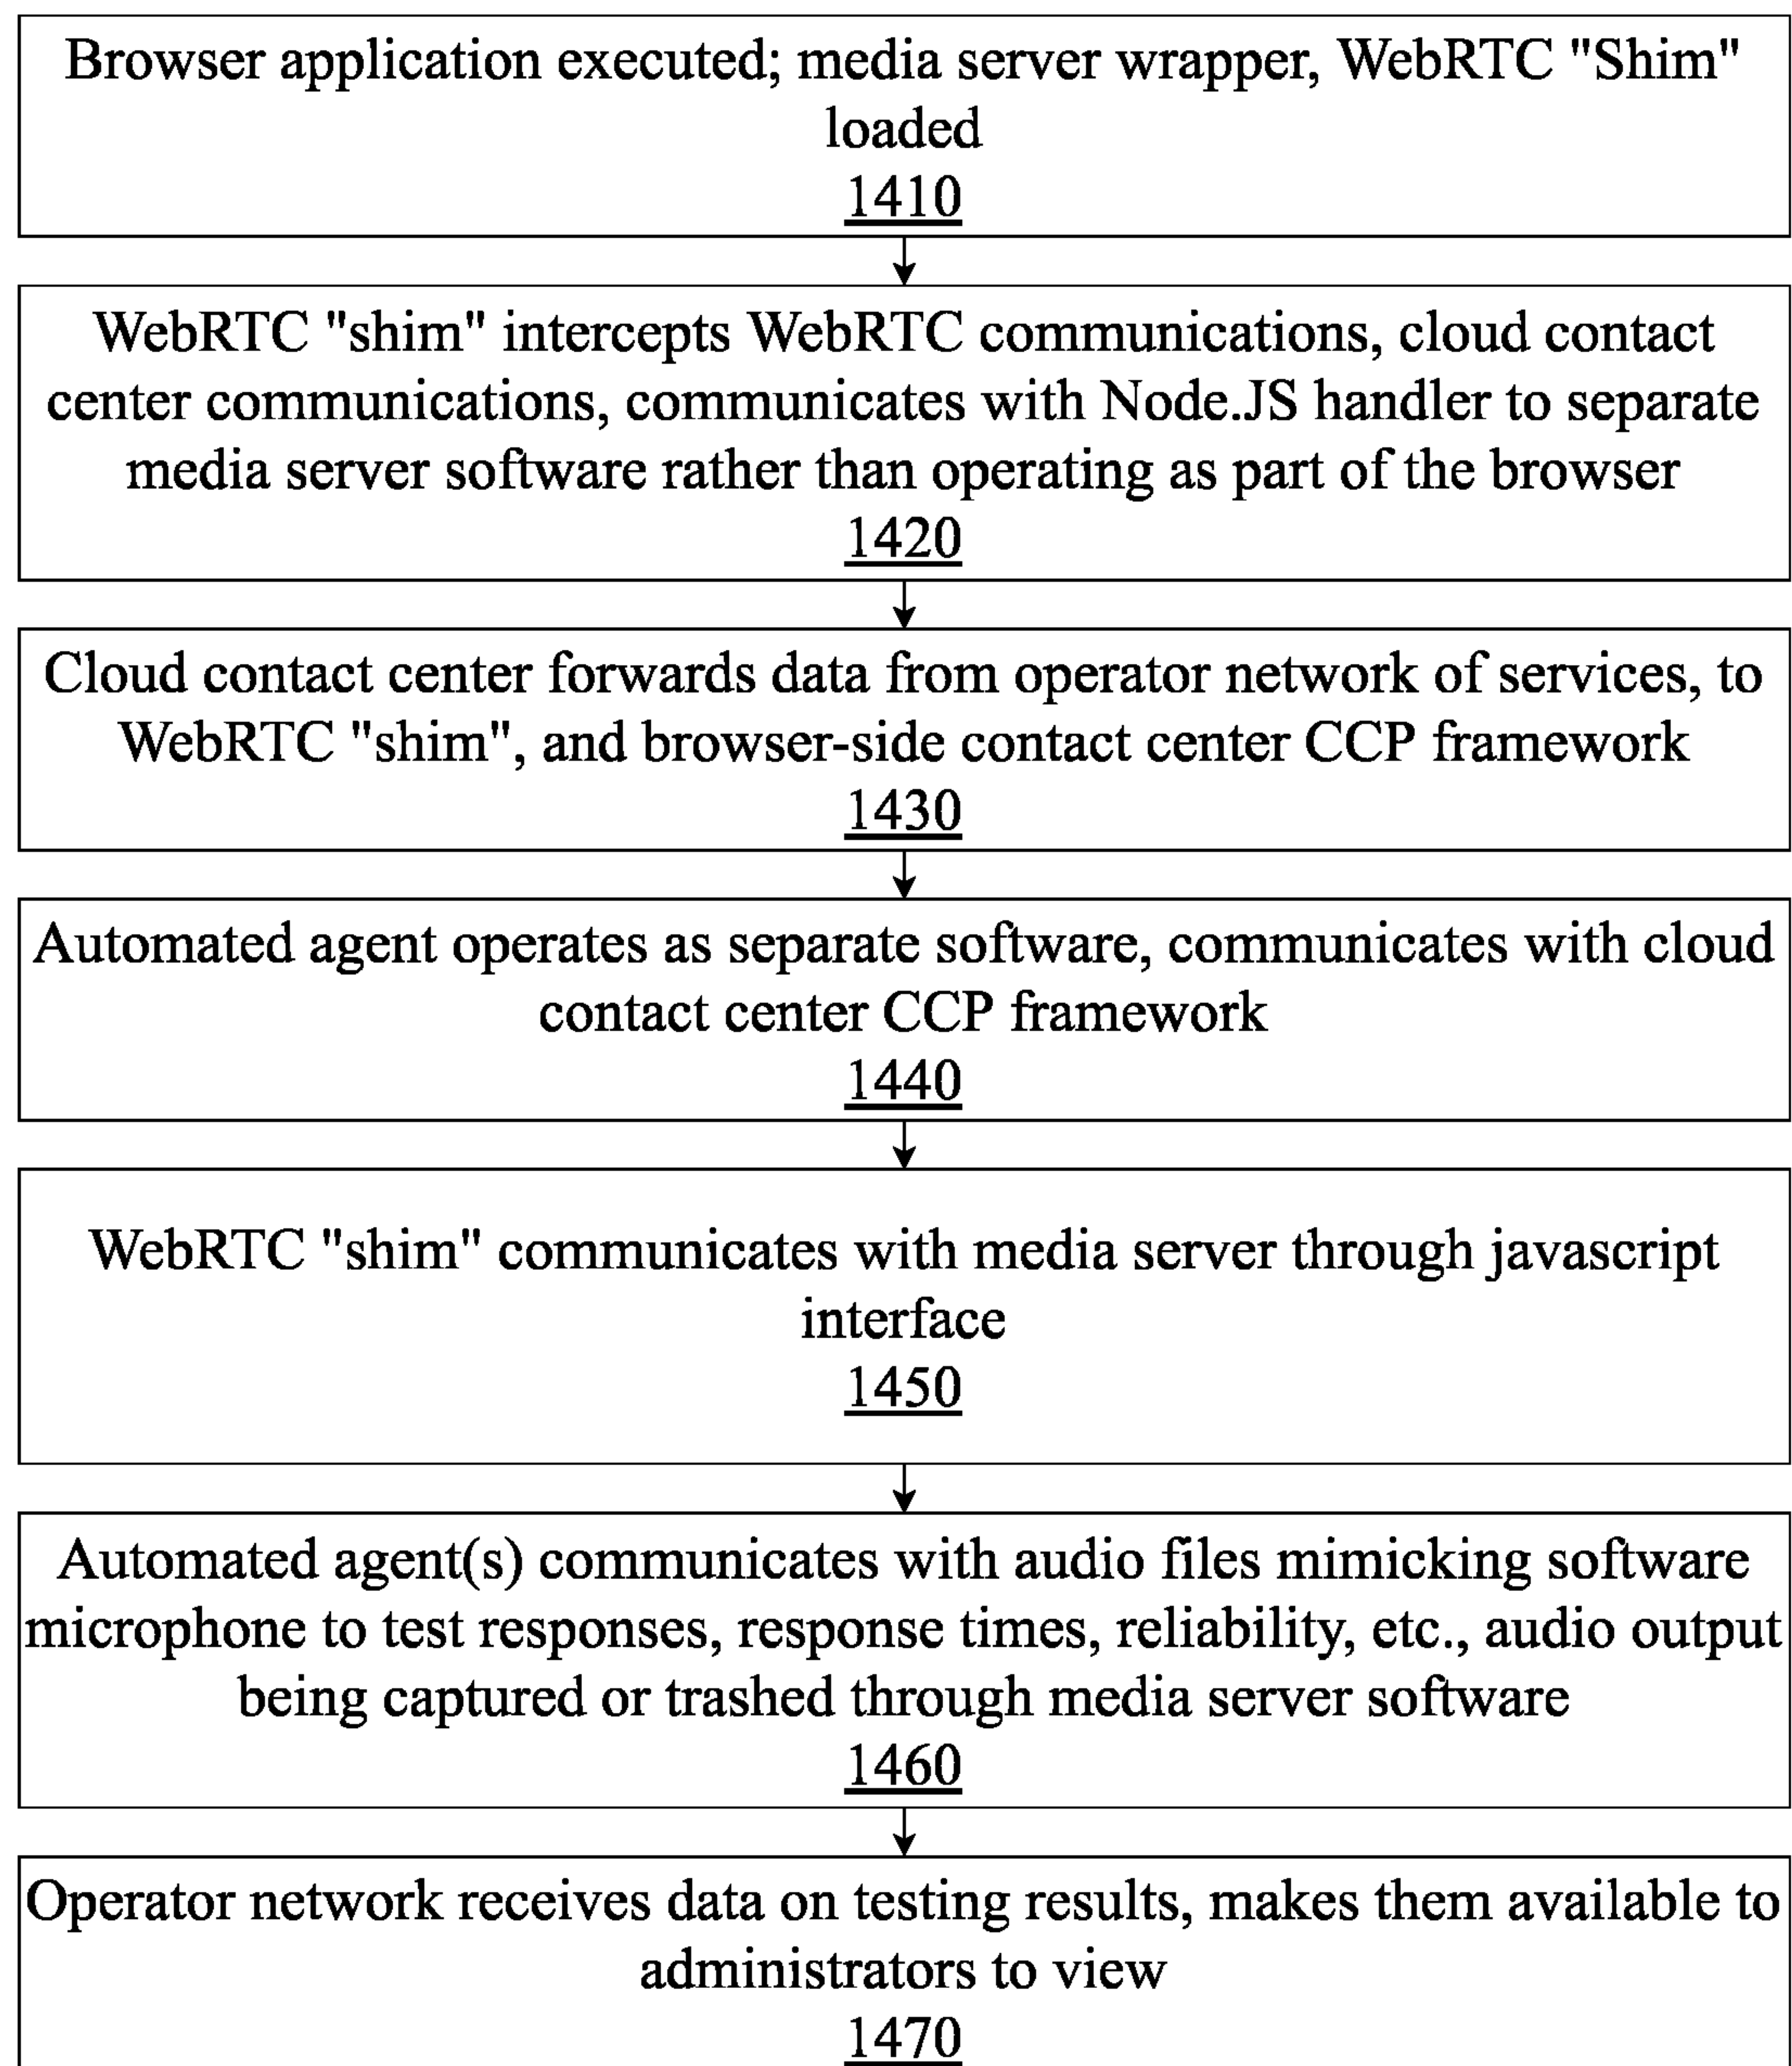 Browser application executed; media server wrapper, WebRTC "Shim"
loaded
1410
WebRTC "shim" intercepts WebRTC communications, cloud contact
center communications, communicates with Node.JS handler to separate
media server software rather than operating as part of the browser
1420
Cloud contact center forwards data from operator network of services, to
WebRTC "shim", and browser-side contact center CCP framework
1430
Automated agent operates as separate software, communicates with cloud
contact center CCP framework
1440
WebRTC "shim" communicates with media server through javascript
interface
1450
Automated agent(s) communicates with audio files mimicking software
microphone to test responses, response times, reliability, etc., audio output
being captured or trashed through media server software
1460
Operator network receives data on testing results, makes them available to
administrators to view
1470